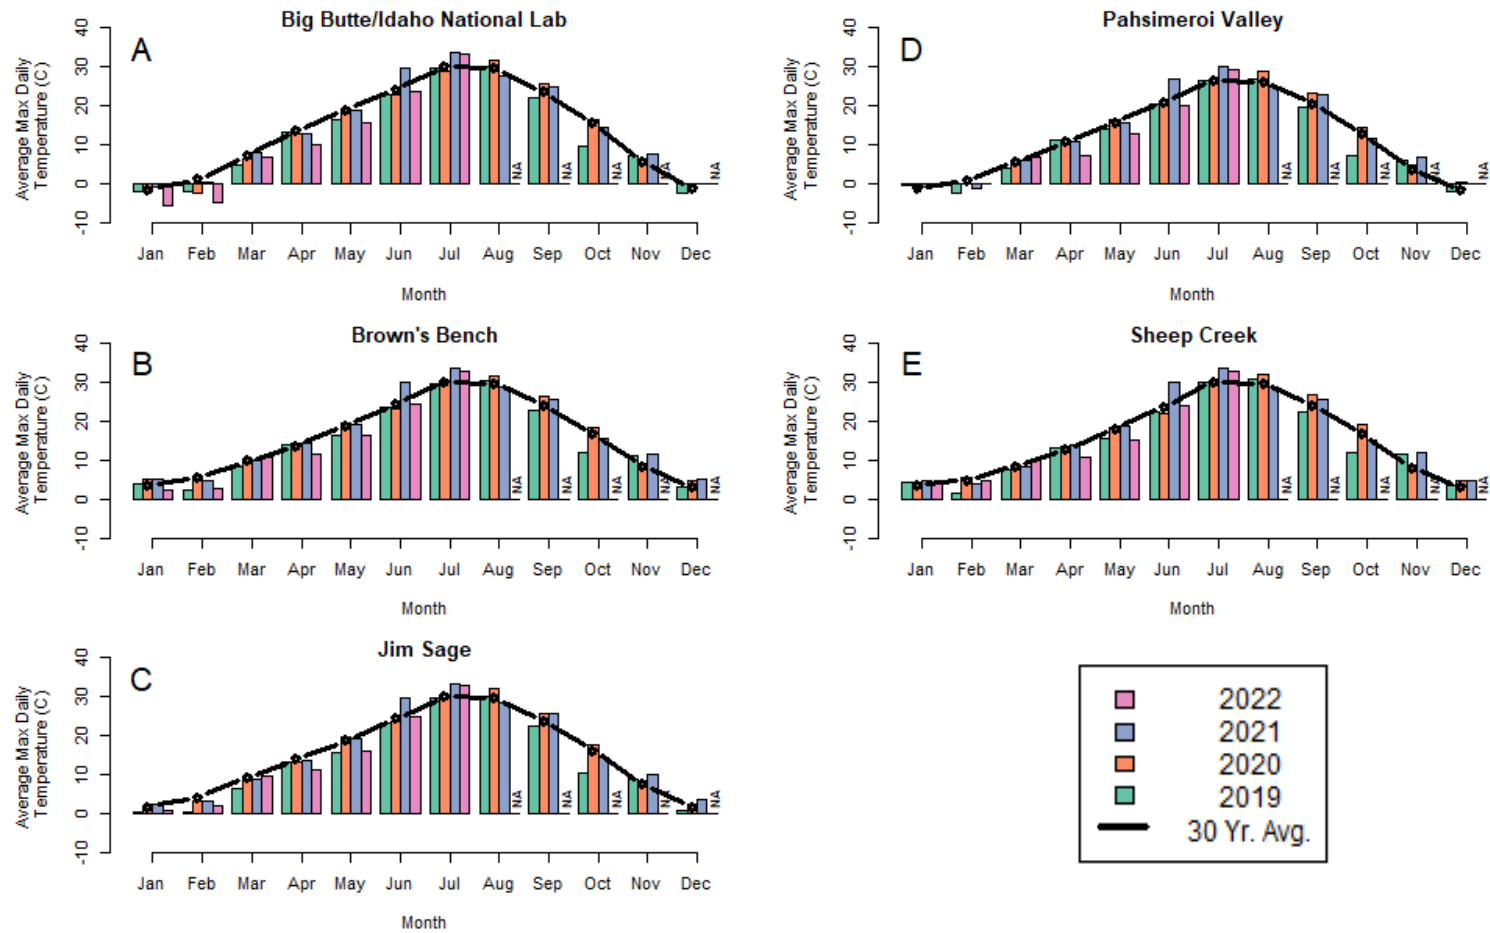 Big Butte/Idaho National Lab
A
Average Max Daily
Temperature (C)
40
30
20
10
0
-10
NA NA NA NA NA
Jan Feb Mar Apr May Jun Jul Aug Sep Oct Nov Dec
Month
Brown's Bench
B
Average Max Daily
Temperature (C)
40
30
20
10
0
-10
NA NA NA NA NA
Jan Feb Mar Apr May Jun Jul Aug Sep Oct Nov Dec
Month
Jim Sage
C
Average Max Daily
Temperature (C)
40
30
20
10
0
-10
NA NA NA NA NA
Jan Feb Mar Apr May Jun Jul Aug Sep Oct Nov Dec
Month
Pahsimeroi Valley
D
Average Max Daily
Temperature (C)
40
30
20
10
0
-10
NA NA NA NA NA
Jan Feb Mar Apr May Jun Jul Aug Sep Oct Nov Dec
Month
Sheep Creek
E
Average Max Daily
Temperature (C)
40
30
20
10
0
-10
NA NA NA NA NA
Jan Feb Mar Apr May Jun Jul Aug Sep Oct Nov Dec
Month
2022
2021
2020
2019
30 Yr. Avg.